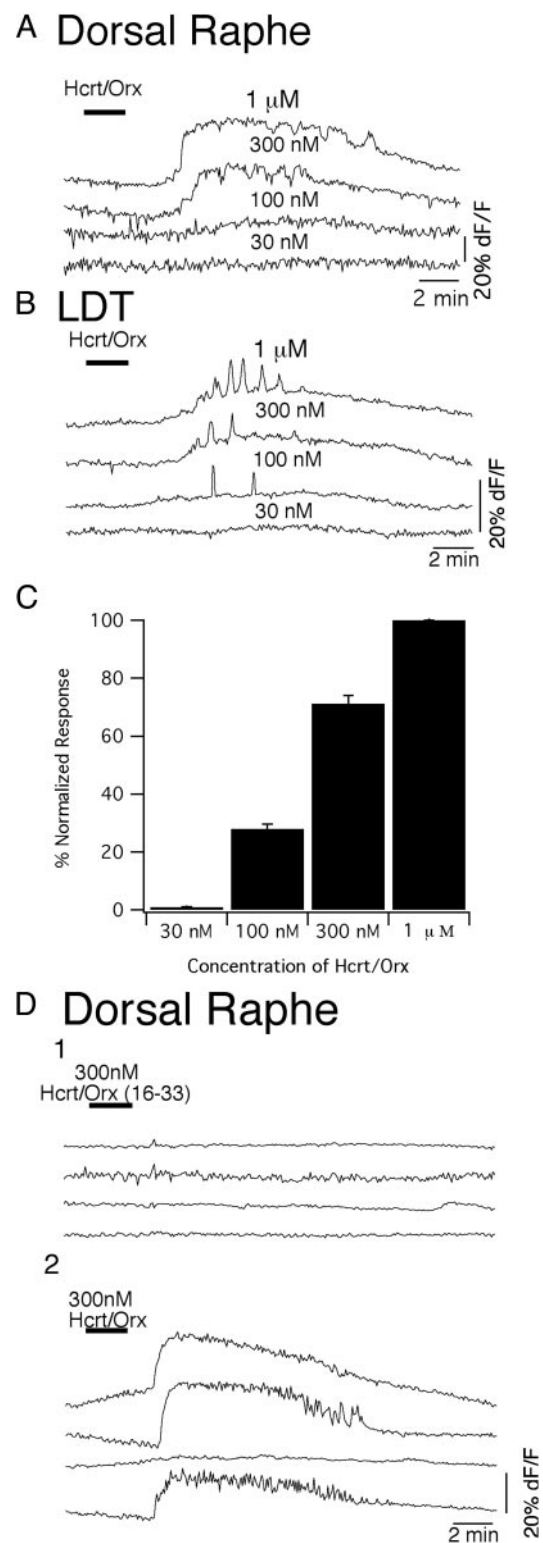 A Dorsal Raphe
Hcrt/Orx
1 μM
300 nM
100 nM
30 nM
20% dF/F
2 min
B LDT
Hcrt/Orx
1 μM
300 nM
100 nM
30 nM
20% dF/F
2 min
C
% Normalized Response
100
80
60
40
20
0
30 nM 100 nM 300 nM 1 μM
Concentration of Hcrt/Orx
D Dorsal Raphe
1
300nM
Hcrt/Orx (16-33)
2
300nM
Hcrt/Orx
20% dF/F
2 min